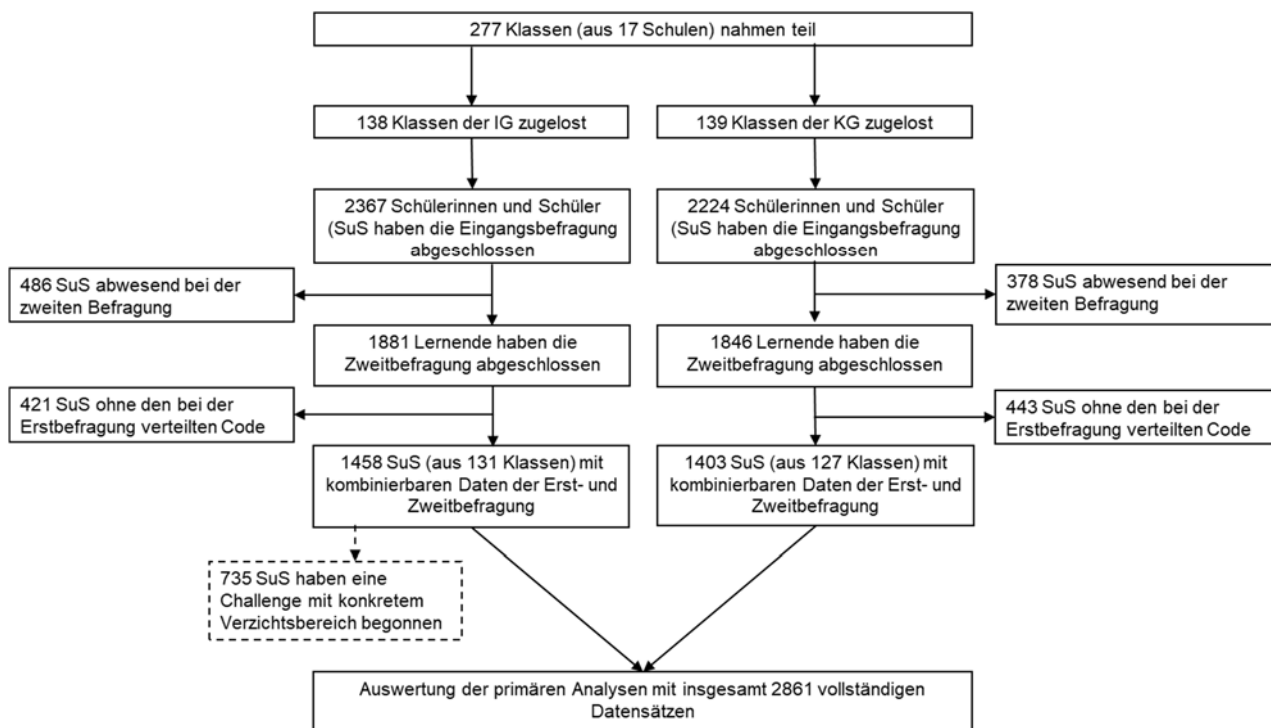 277 Klassen (aus 17 Schulen) nahmen teil
138 Klassen der IG zugelost
139 Klassen der KG zugelost
2367 Schülerinnen und Schüler
(SuS haben die Eingangsbefragung
abgeschlossen
2224 Schülerinnen und Schüler
(SuS haben die Eingangsbefragung
abgeschlossen
486 SuS abwesend bei der
zweiten Befragung
378 SuS abwesend bei der
zweiten Befragung
1881 Lernende haben die
Zweitbefragung abgeschlossen
1846 Lernende haben die
Zweitbefragung abgeschlossen
421 SuS ohne den bei der
Erstbefragung verteilten Code
443 SuS ohne den bei der
Erstbefragung verteilten Code
1458 SuS (aus 131 Klassen) mit
kombinierbaren Daten der Erst- und
Zweitbefragung
1403 SuS (aus 127 Klassen) mit
kombinierbaren Daten der Erst- und
Zweitbefragung
735 SuS haben eine
Challenge mit konkretem
Verzichtsbereich begonnen
Auswertung der primären Analysen mit insgesamt 2861 vollständigen
Datensätzen